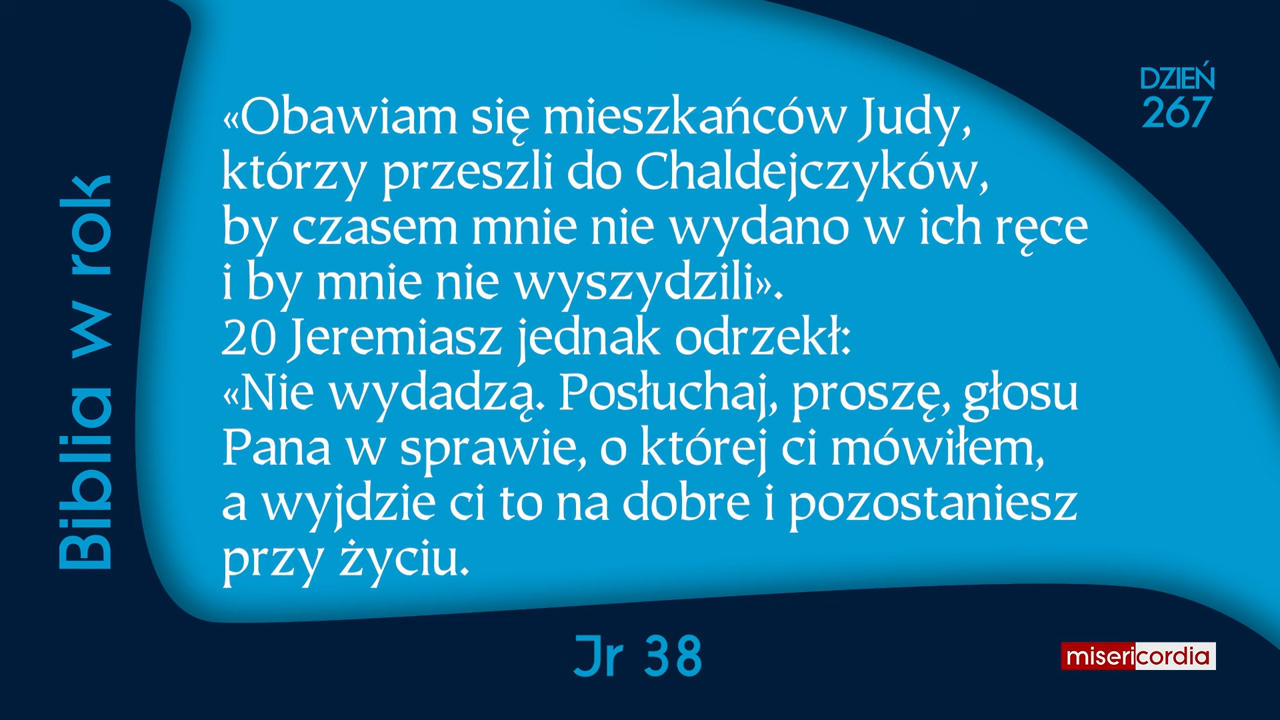 DZIEŃ
267
Biblia w rok
«Obawiam się mieszkańców Judy,
którzy przeszli do Chaldejczyków,
by czasem mnie nie wydano w ich ręce
i by mnie nie wyszydzili».
20 Jeremiasz jednak odrzekł:
«Nie wydadzą. Posłuchaj, proszę, głosu
Pana w sprawie, o której ci mówiłem,
a wyjdzie ci to na dobre i pozostaniesz
przy życiu.
Jr 38
misericordia